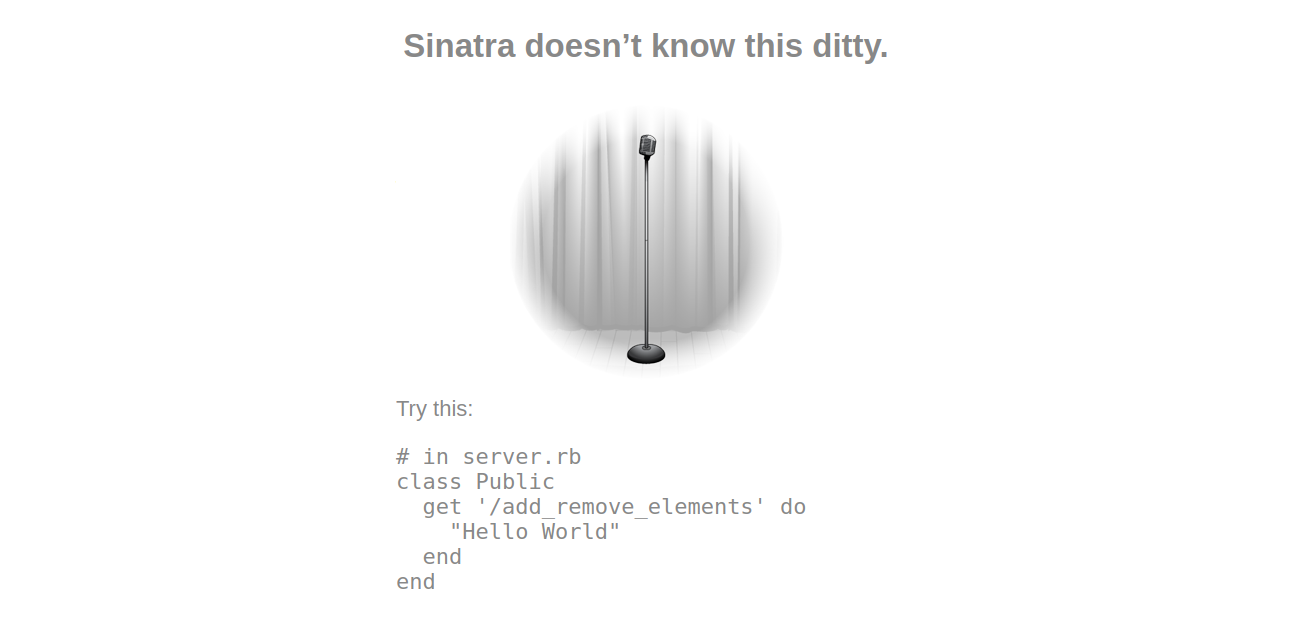 Sinatra doesn’t know this ditty.
Try this:
# in server.rb
class Public
  get '/add_remove_elements' do
    "Hello World"
  end
end